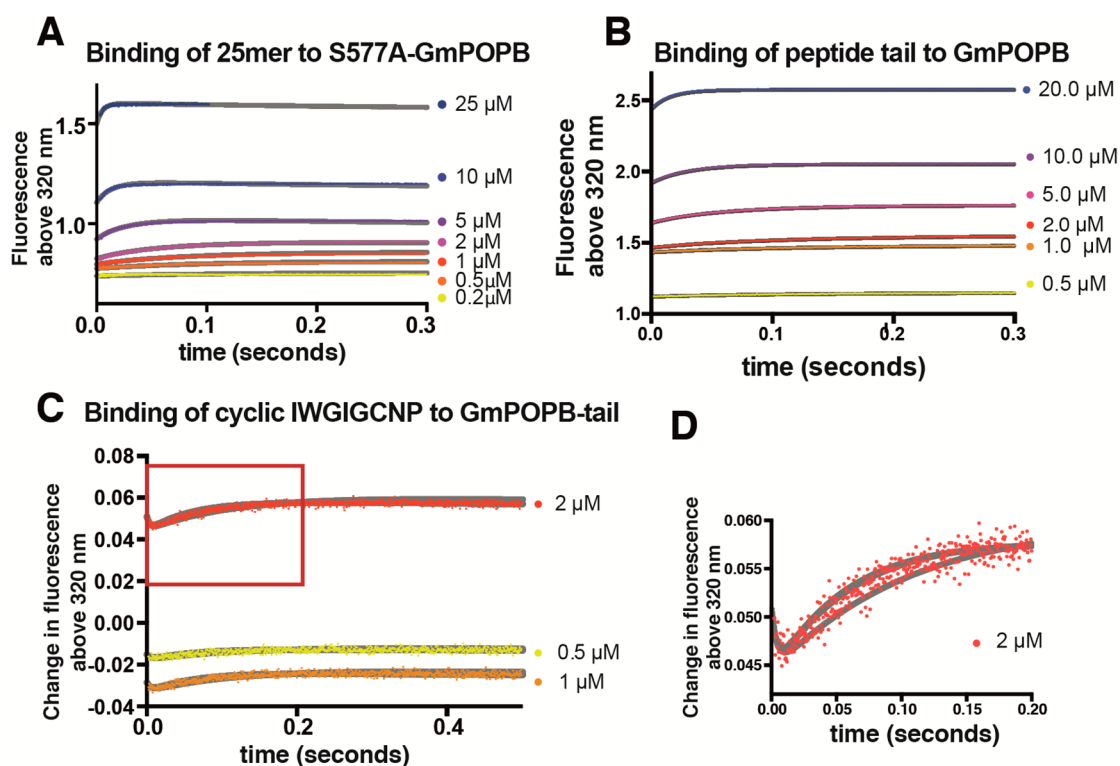 A
Binding of 25mer to S577A-GmPOPB
Fluorescence
above 320 nm
1.5
1.0
0.0
0.1
0.2
0.3
time (seconds)
25 µM
10 µM
5 µM
2 µM
1 µM
0.5µM
0.2µM
B
Binding of peptide tail to GmPOPB
Fluorescence
above 320 nm
2.5
2.0
1.5
1.0
0.0
0.1
0.2
0.3
time (seconds)
20.0 µM
10.0 µM
5.0 µM
2.0 µM
1.0 µM
0.5 µM
C
Binding of cyclic IWGIGCNP to GmPOPB-tail
Change in fluorescence
above 320 nm
0.08
0.06
0.04
0.02
0.00
-0.02
-0.04
0.0
0.2
0.4
time (seconds)
2 µM
0.5 µM
1 µM
D
Change in fluorescence
above 320 nm
0.060
0.055
0.050
0.045
0.00
0.05
0.10
0.15
0.20
time (seconds)
2 µM